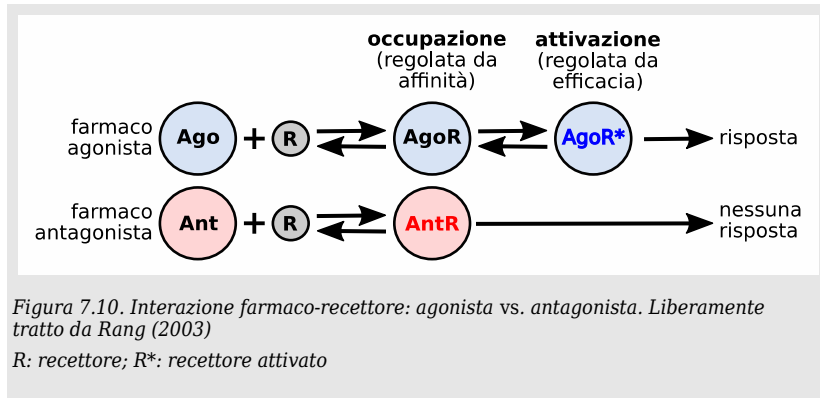 occupazione
(regolata da
affinità)
attivazione
(regolata da
efficacia)
farmaco
agonista
Ago + R
AgoR
AgoR*
risposta
farmaco
antagonista
Ant + R
AntR
nessuna
risposta
Figura 7.10. Interazione farmaco-recettore: agonista vs. antagonista. Liberamente
tratto da Rang (2003)
R: recettore; R*: recettore attivato